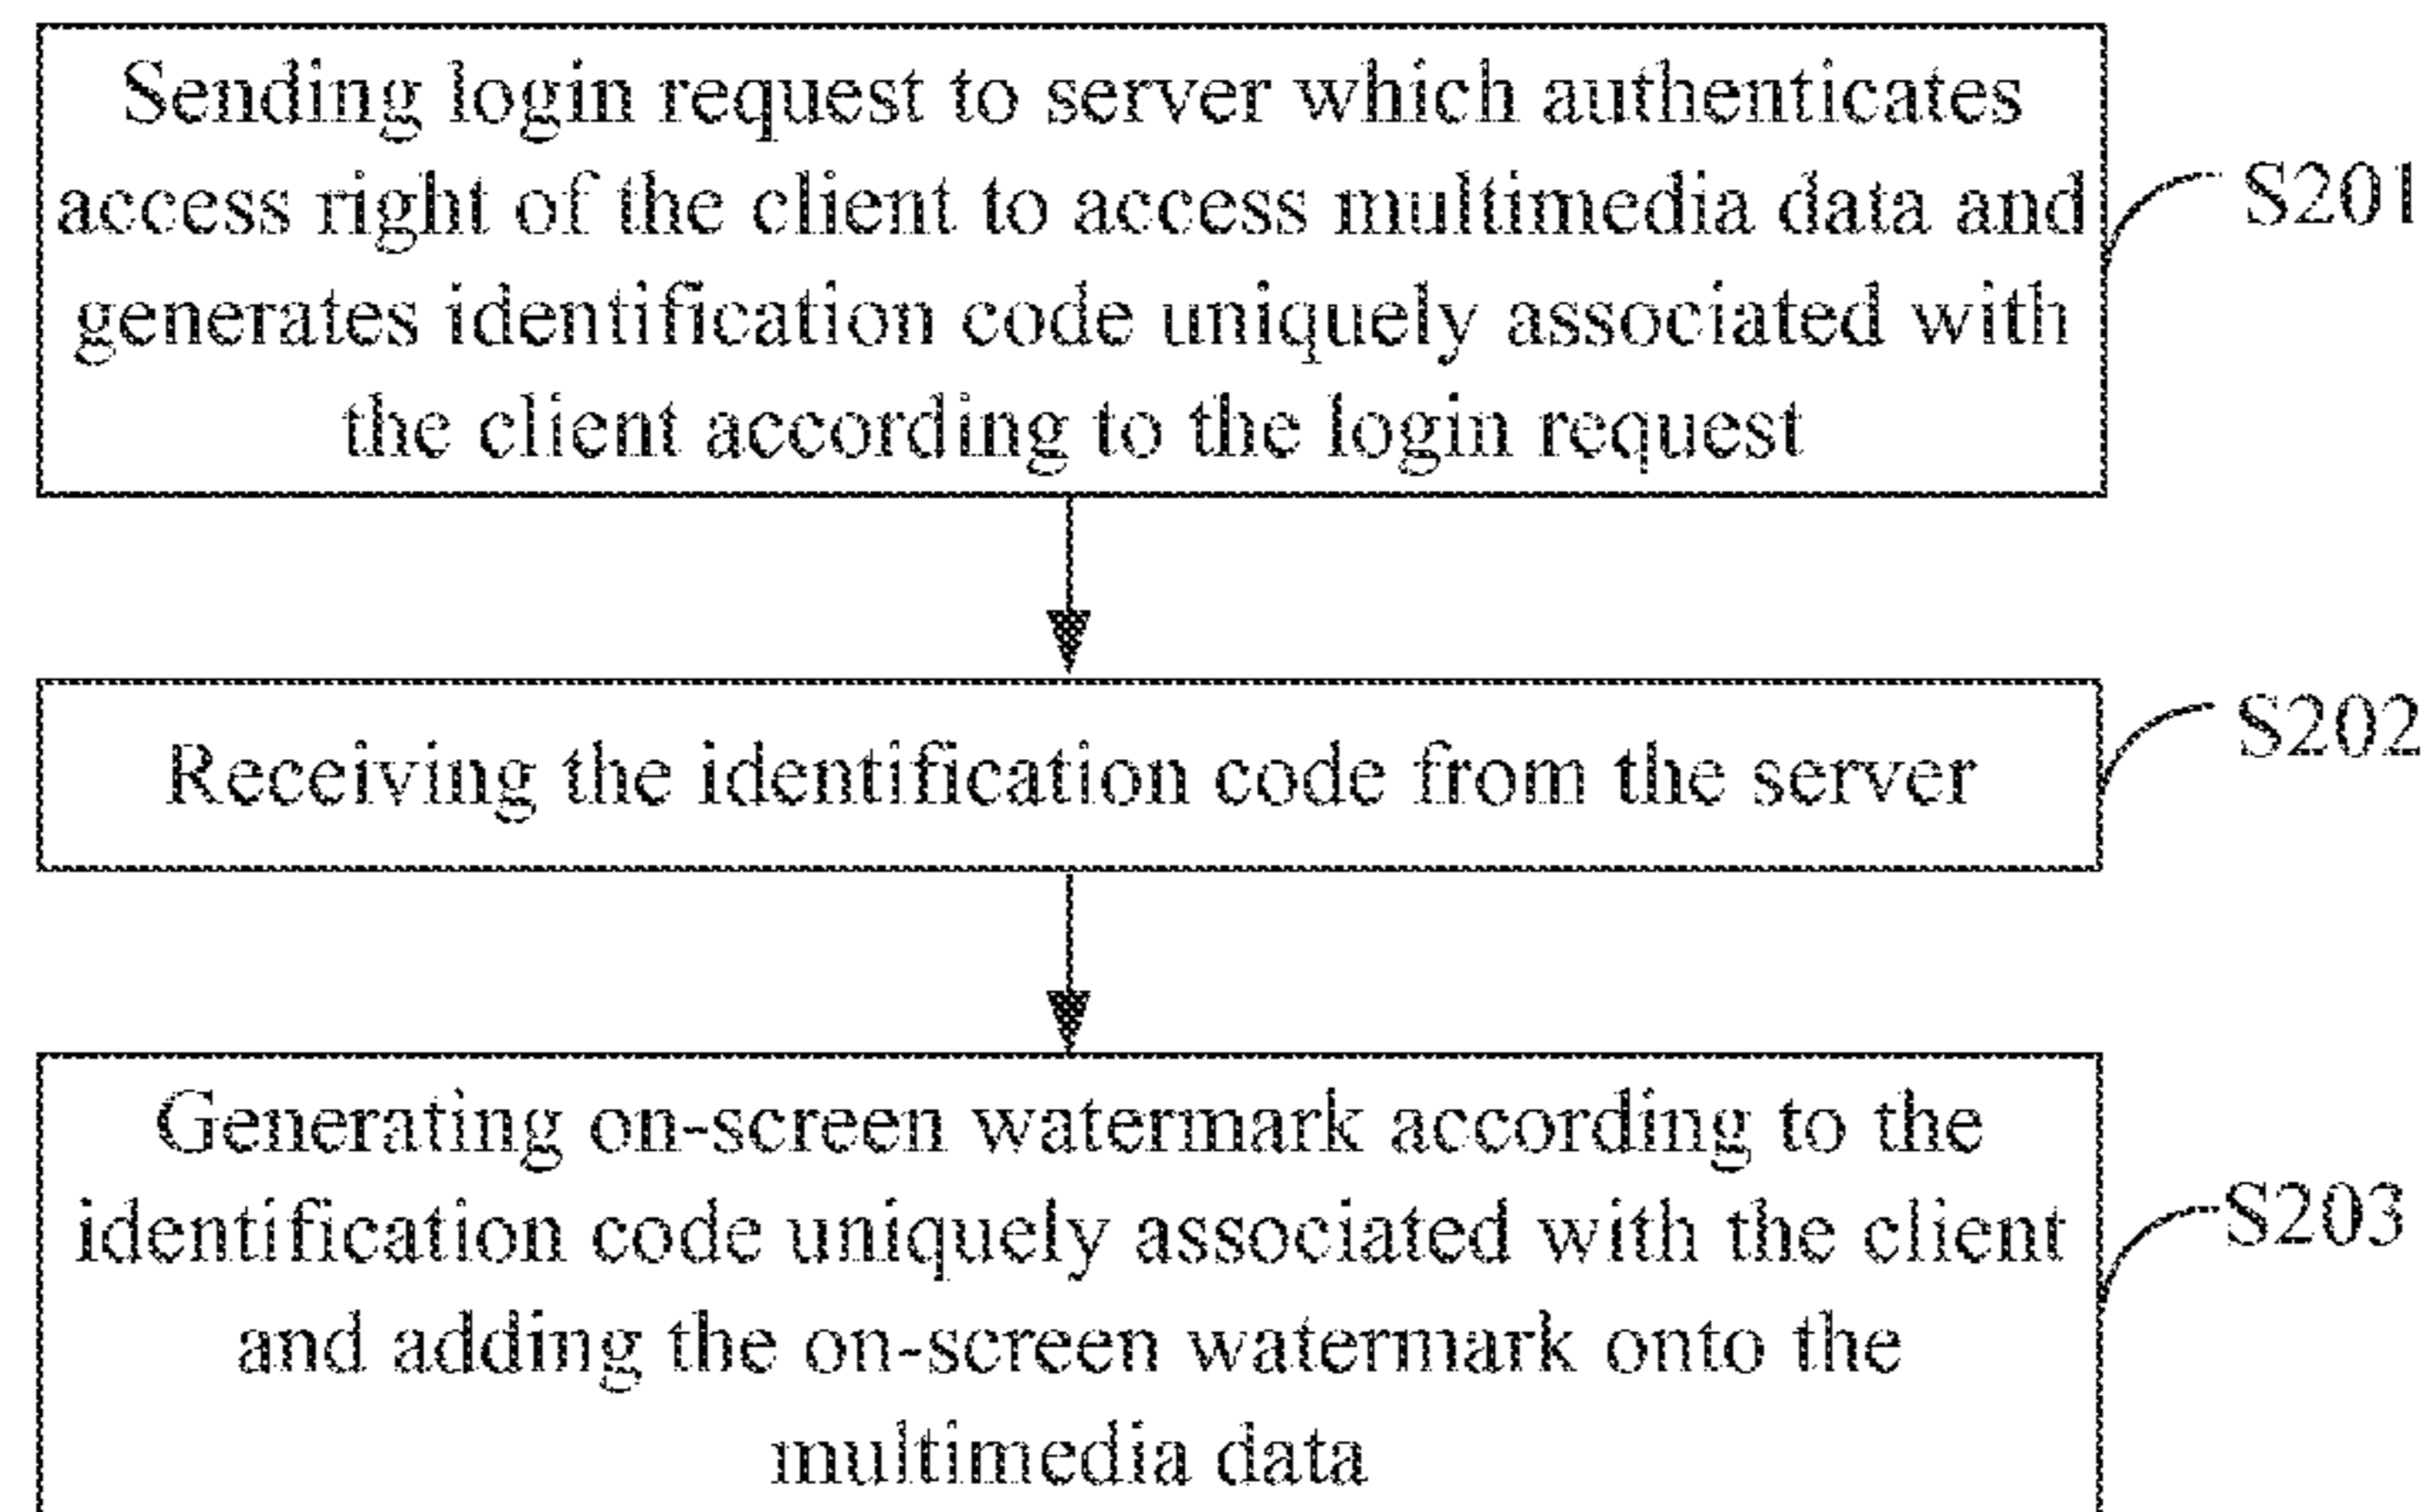 Sending login request to server which authenticates
access right of the client to access multimedia data and
generates identification code uniquely associated with
the client according to the login request
S201
Receiving the identification code from the server
S202
Generating on-screen watermark according to the
identification code uniquely associated with the client
and adding the on-screen watermark onto the
multimedia data
S203